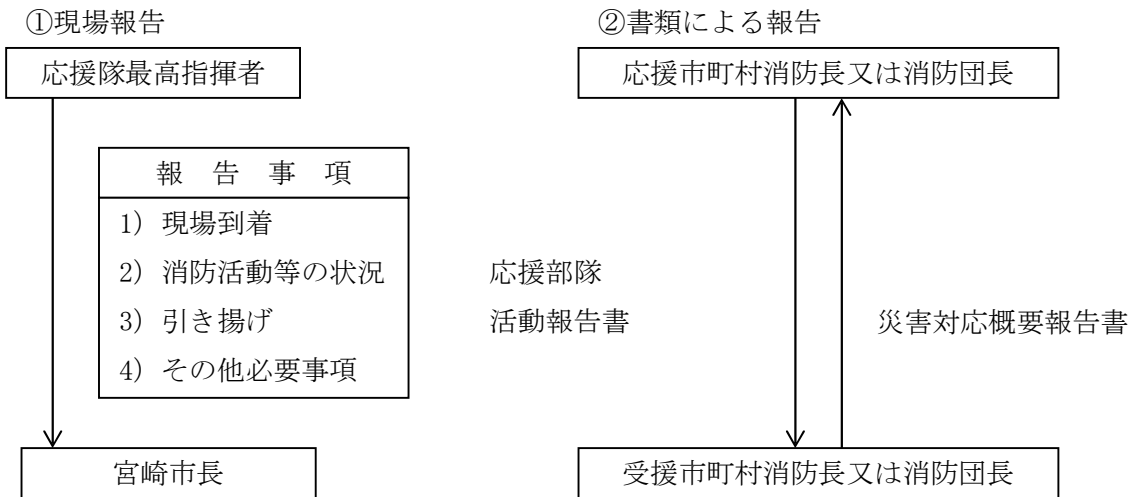 ①現場報告
応援隊最高指揮者
報告事項
1) 現場到着
2) 消防活動等の状況
3) 引き揚げ
4) その他必要事項
宮崎市長
②書類による報告
応援市町村消防長又は消防団長
応援部隊
活動報告書
災害対応概要報告書
受援市町村消防長又は消防団長